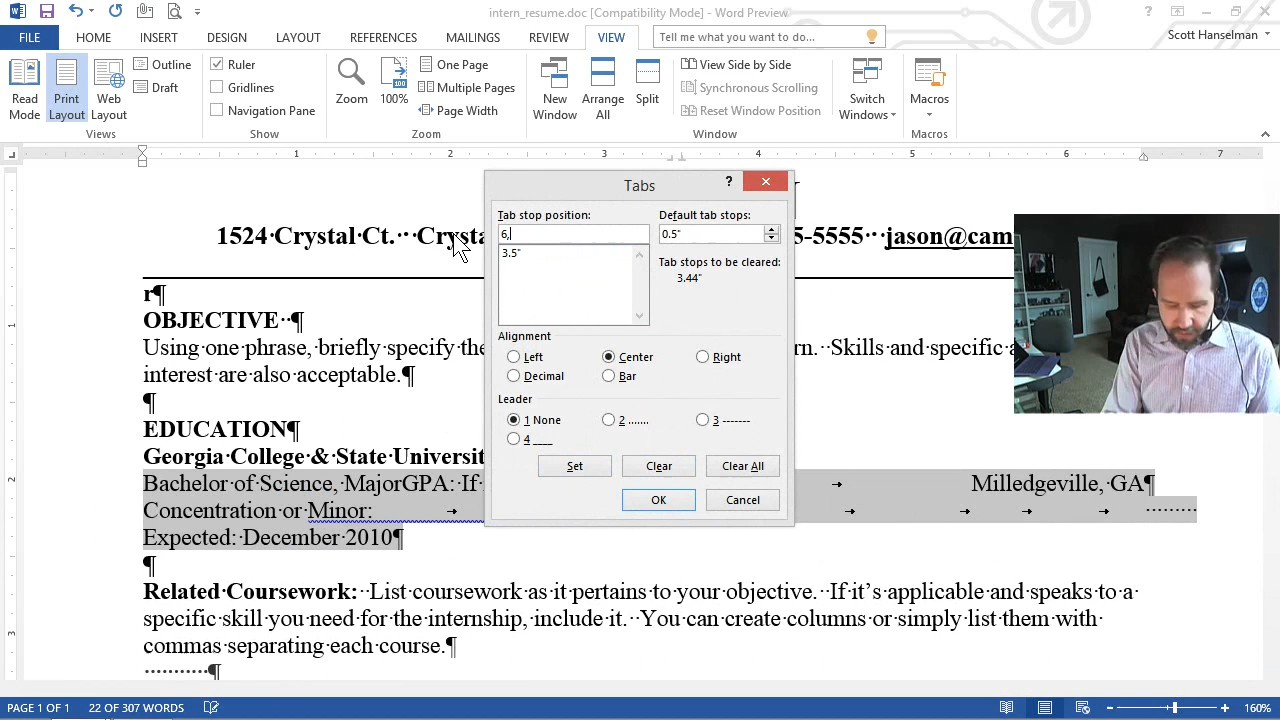 intern_resume.doc [Compatibility Mode] - Word Preview
FILE HOME INSERT DESIGN LAYOUT REFERENCES MAILINGS REVIEW VIEW Tell me what you want to do... Scott Hanselman
Read Mode
Print Layout
Web Layout
Outline
Draft
Views
Ruler
Gridlines
Navigation Pane
Show
Zoom
100%
One Page
Multiple Pages
Page Width
Zoom
New Window
Arrange All
Split
View Side by Side
Synchronous Scrolling
Reset Window Position
Window
Switch Windows
Macros
Macros
1 2 3 4 5 6 7
1524·Crystal·Ct.··· Crysta 5-5555··· jason@cam
r¶
OBJECTIVE··¶
Using·one·phrase,·briefly·specify·the rn.··Skills·and·specific·a
interest·are·also·acceptable.¶
¶
EDUCATION¶
Georgia·College·&·State·Universit
Bachelor·of·Science,·MajorGPA:·If → Milledgeville,·GA¶
Concentration·or·Minor: → → → → → ·········
Expected:·December·2010¶
¶
Related·Coursework:··List·coursework·as·it·pertains·to·your·objective.··If·it's·applicable·and·speaks·to·a·
specific·skill·you·need·for·the·internship,·include·it.··You·can·create·columns·or·simply·list·them·with·
commas·separating·each·course.¶
···········¶
1
2
3
Tabs ?
Tab stop position:
6,
3.5"
Default tab stops:
0.5"
Tab stops to be cleared:
3.44"
Alignment
Left Center Right
Decimal Bar
Leader
1 None 2 ....... 3 -------
4 ___
Set Clear Clear All
OK Cancel
PAGE 1 OF 1 22 OF 307 WORDS 160%